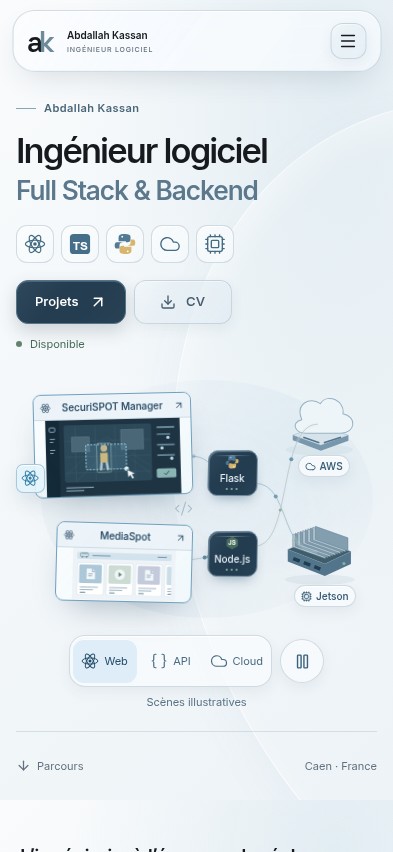 ak
Abdallah Kassan
INGÉNIEUR LOGICIEL
Abdallah Kassan
Ingénieur logiciel
Full Stack & Backend
TS
Projets
CV
Disponible
SecuriSPOT Manager
AWS
Flask
</>
MediaSpot
JS
Node.js
Jetson
Web
{ } API
Cloud
Scènes illustratives
Parcours
Caen · France